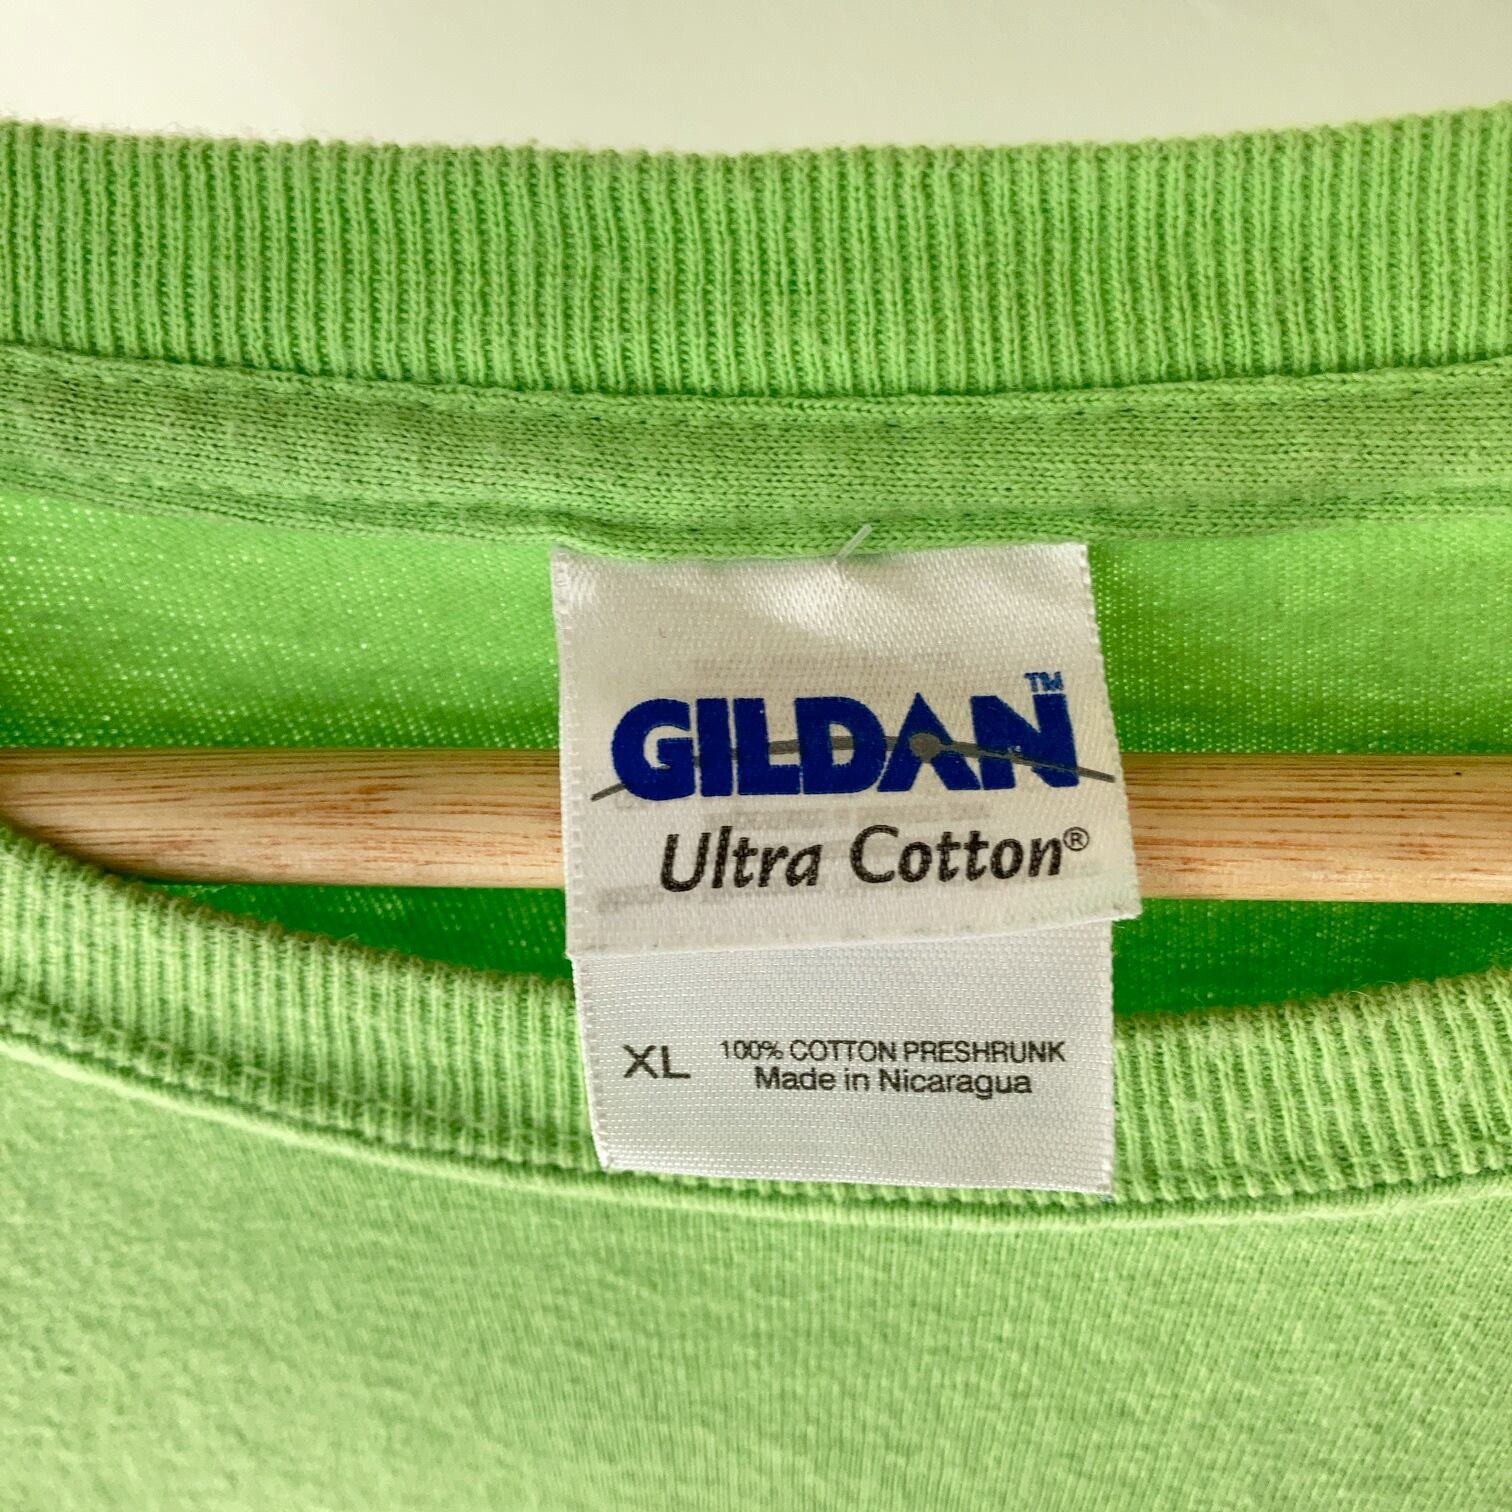 GILDAN™
Ultra Cotton®
XL 100% COTTON PRESHRUNK
Made in Nicaragua